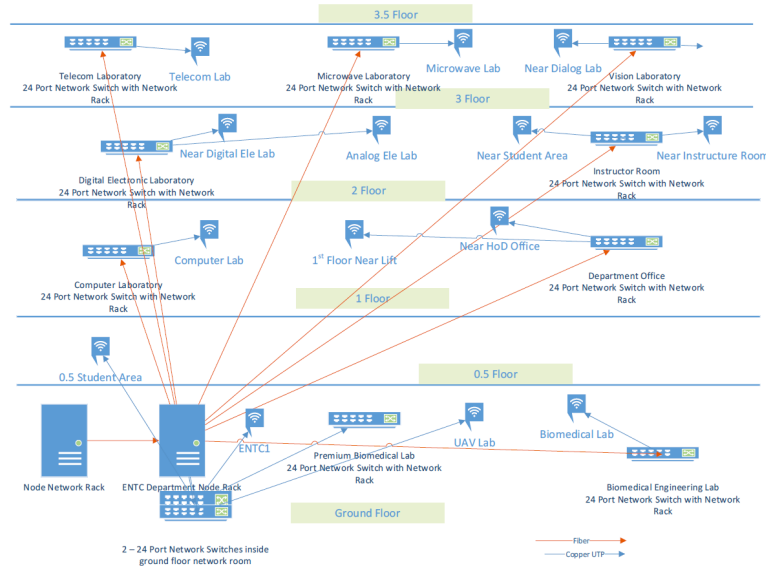 3.5 Floor
Telecom Lab
Microwave Lab
Near Dialog Lab
Telecom Laboratory
24 Port Network Switch with Network
Rack
Microwave Laboratory
24 Port Network Switch with Network
Rack
Vision Laboratory
24 Port Network Switch with Network
Rack
3 Floor
Near Digital Ele Lab
Analog Ele Lab
Near Student Area
Near Instructure Room
Digital Electronic Laboratory
24 Port Network Switch with Network
Rack
Instructor Room
24 Port Network Switch with Network
Rack
2 Floor
Computer Lab
1st Floor Near Lift
Near HoD Office
Computer Laboratory
24 Port Network Switch with Network
Rack
Department Office
24 Port Network Switch with Network
Rack
1 Floor
0.5 Student Area
0.5 Floor
ENTC1
UAV Lab
Biomedical Lab
Premium Biomedical Lab
24 Port Network Switch with Network
Rack
Node Network Rack
ENTC Department Node Rack
Biomedical Engineering Lab
24 Port Network Switch with Network
Rack
Ground Floor
2 – 24 Port Network Switches inside
ground floor network room
Fiber
Copper UTP